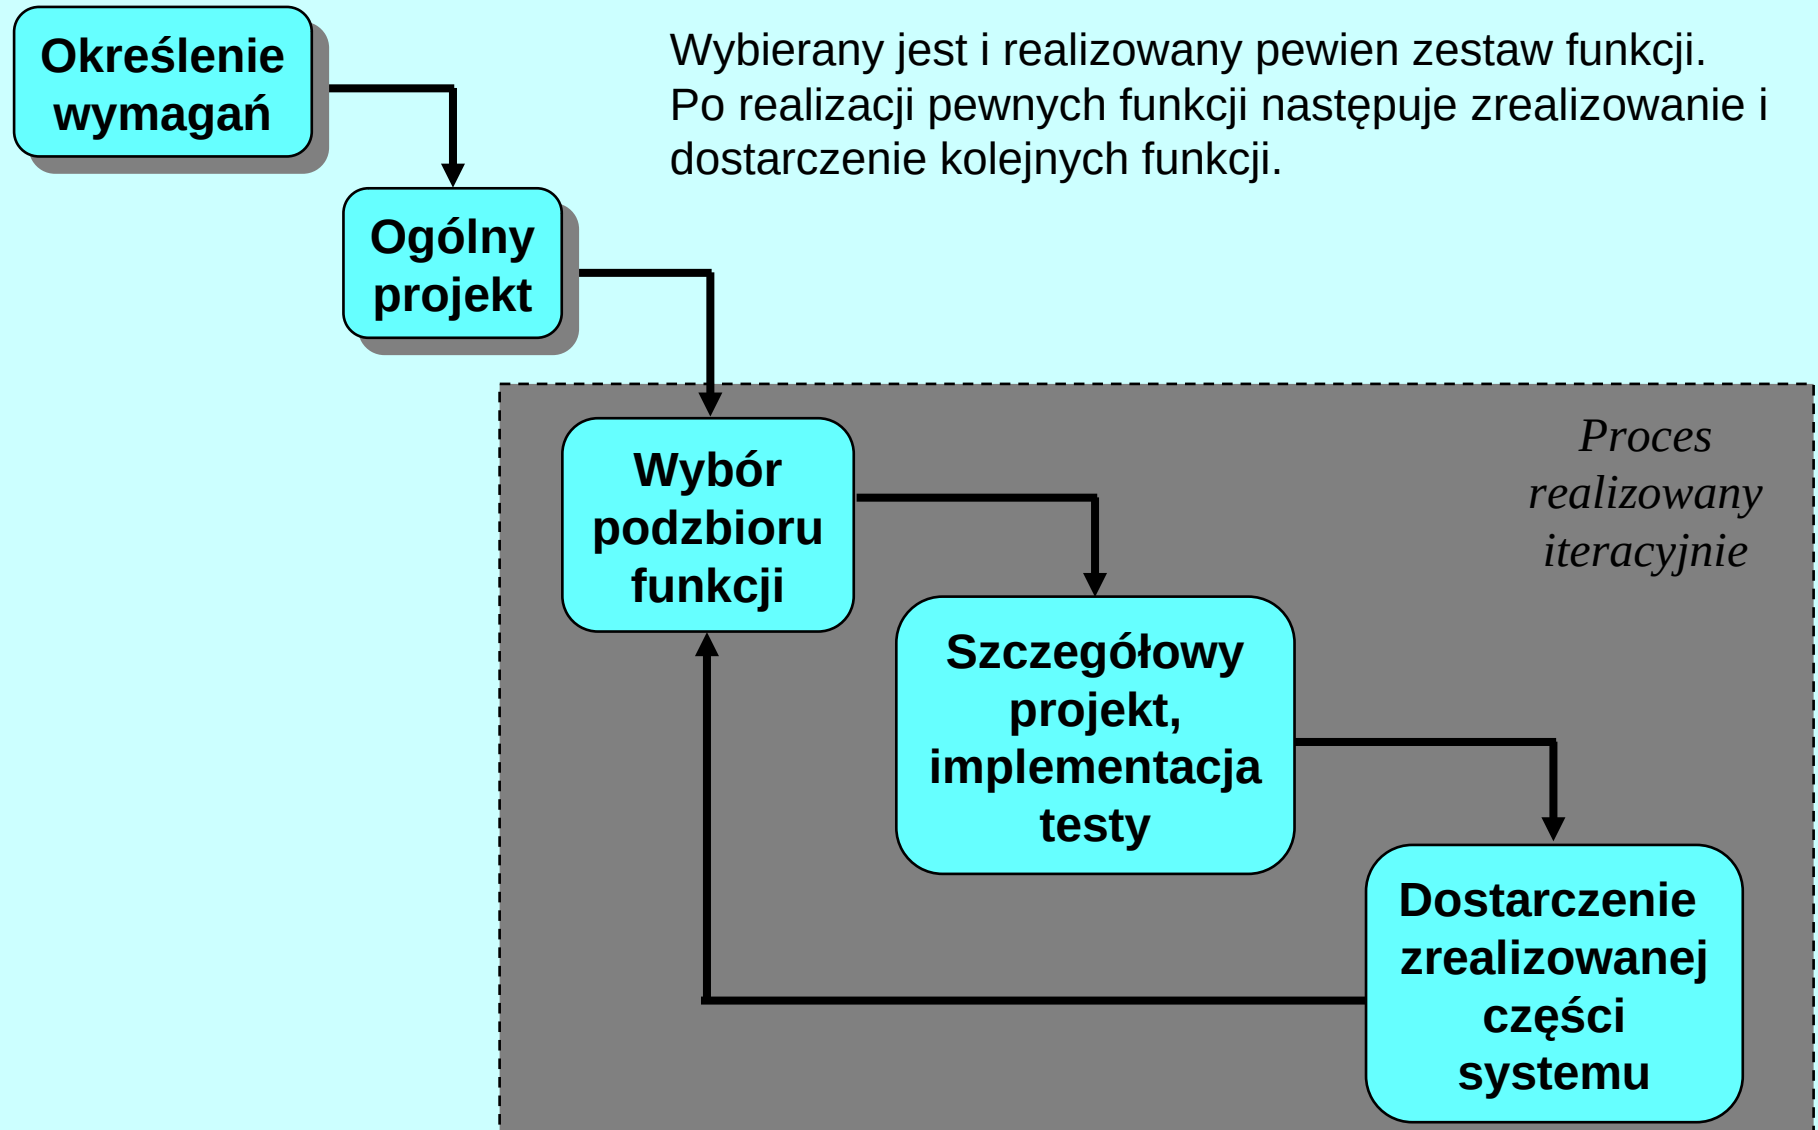 Określenie
wymagań
Wybierany jest i realizowany pewien zestaw funkcji.
Po realizacji pewnych funkcji następuje zrealizowanie i
dostarczenie kolejnych funkcji.
Ogólny
projekt
Wybór
podzbioru
funkcji
Proces
realizowany
iteracyjnie
Szczegółowy
projekt,
implementacja
testy
Dostarczenie
zrealizowanej
części
systemu